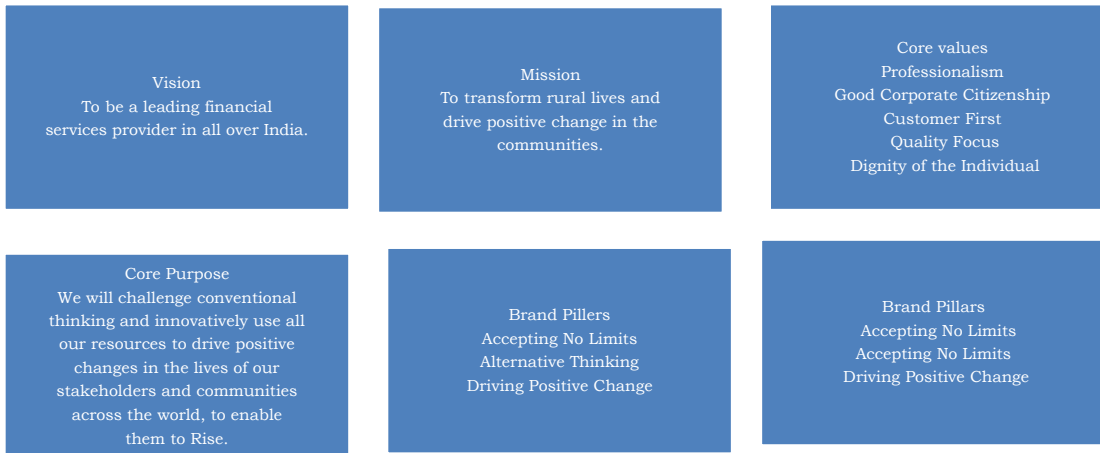 Vision
To be a leading financial
services provider in all over India.
Mission
To transform rural lives and
drive positive change in the
communities.
Core values
Professionalism
Good Corporate Citizenship
Customer First
Quality Focus
Dignity of the Individual
Core Purpose
We will challenge conventional
thinking and innovatively use all
our resources to drive positive
changes in the lives of our
stakeholders and communities
across the world, to enable
them to Rise.
Brand Pillers
Accepting No Limits
Alternative Thinking
Driving Positive Change
Brand Pillars
Accepting No Limits
Accepting No Limits
Driving Positive Change